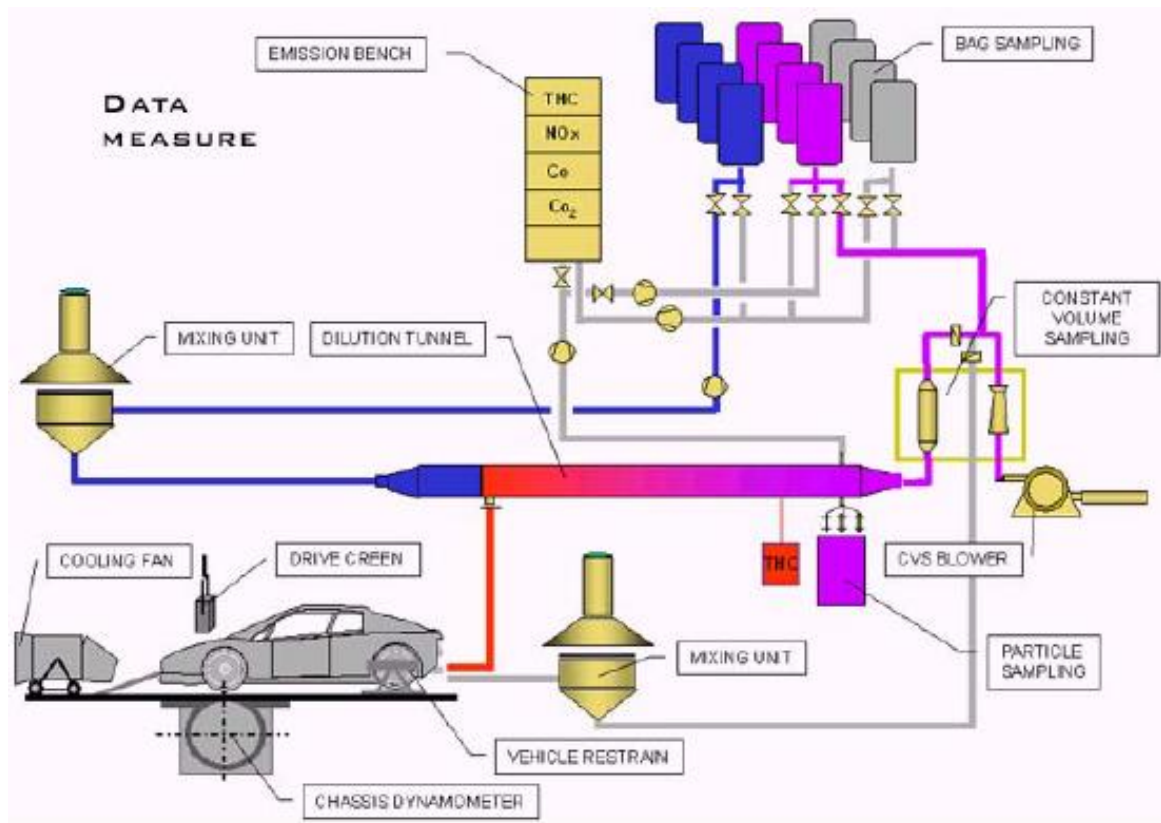 EMISSION BENCH
BAG SAMPLING
DATA
MEASURE
THC
NOx
Co
Co2
CONSTANT
VOLUME
SAMPLING
MIXING UNIT
DILUTION TUNNEL
COOLING FAN
DRIVE CREEN
THC
CVS BLOWER
MIXING UNIT
PARTICLE
SAMPLING
VEHICLE RESTRAIN
CHASSIS DYNAMOMETER